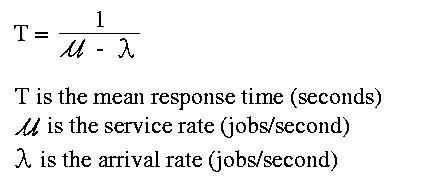 T = 1 / (μ - λ)
T is the mean response time (seconds)
μ is the service rate (jobs/second)
λ is the arrival rate (jobs/second)